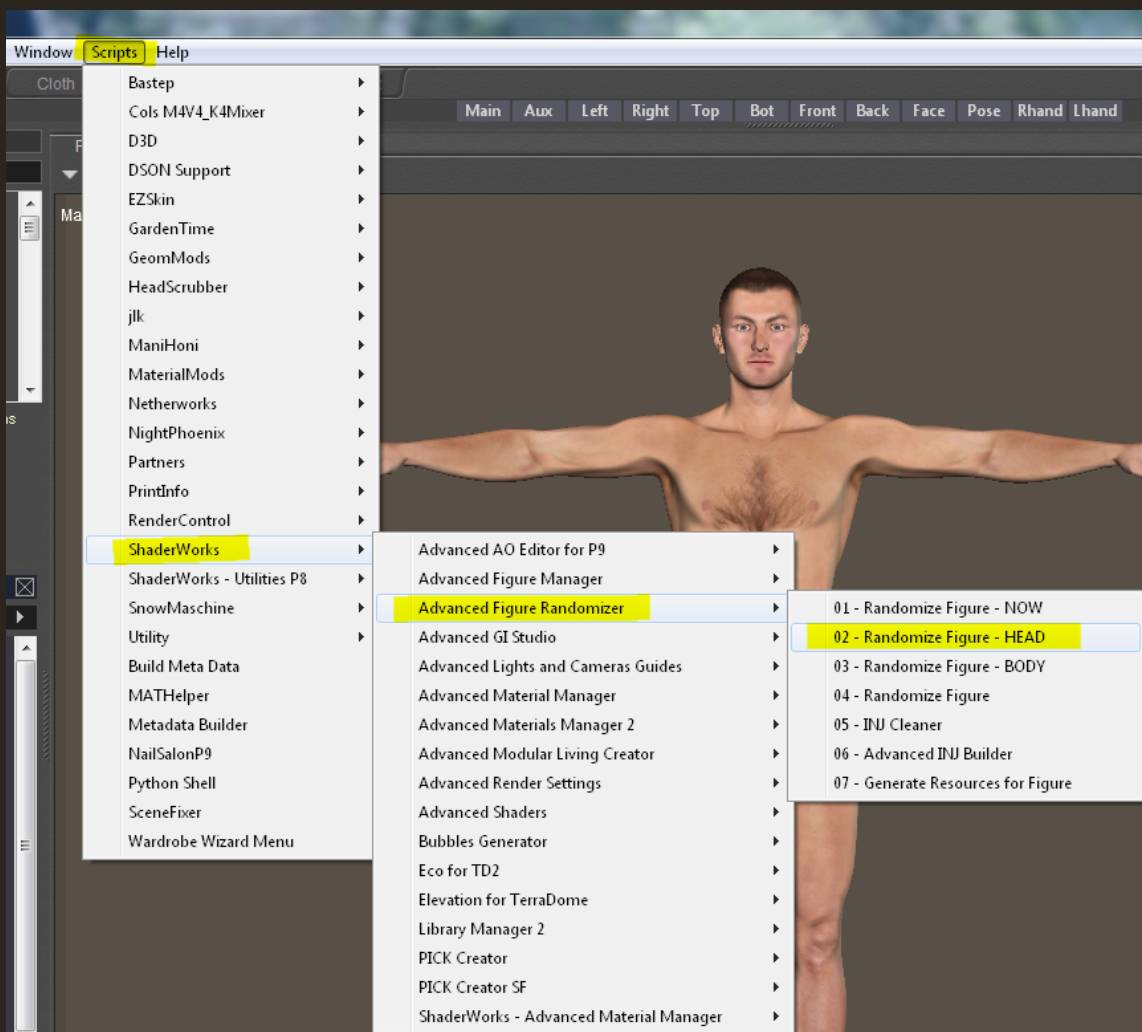 Window Scripts Help
Cloth
Main Aux Left Right Top Bot Front Back Face Pose Rhand Lhand
Ma
Bastep
Cols M4V4_K4Mixer
D3D
DSON Support
EZSkin
GardenTime
GeomMods
HeadScrubber
jlk
ManiHoni
MaterialMods
Netherworks
NightPhoenix
Partners
PrintInfo
RenderControl
ShaderWorks
ShaderWorks - Utilities P8
SnowMaschine
Utility
Build Meta Data
MATHelper
Metadata Builder
NailSalonP9
Python Shell
SceneFixer
Wardrobe Wizard Menu
Advanced AO Editor for P9
Advanced Figure Manager
Advanced Figure Randomizer
Advanced GI Studio
Advanced Lights and Cameras Guides
Advanced Material Manager
Advanced Materials Manager 2
Advanced Modular Living Creator
Advanced Render Settings
Advanced Shaders
Bubbles Generator
Eco for TD2
Elevation for TerraDome
Library Manager 2
PICK Creator
PICK Creator SF
ShaderWorks - Advanced Material Manager
01 - Randomize Figure - NOW
02 - Randomize Figure - HEAD
03 - Randomize Figure - BODY
04 - Randomize Figure
05 - INJ Cleaner
06 - Advanced INJ Builder
07 - Generate Resources for Figure